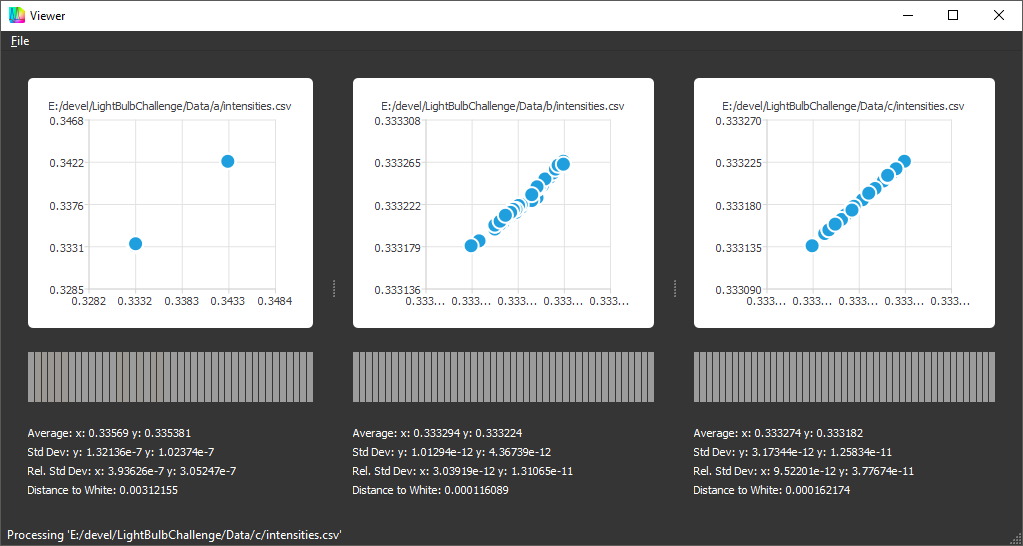 Viewer
File
E:/devel/LightBulbChallenge/Data/a/intensities.csv
0.3468
0.3422
0.3376
0.3331
0.3285
0.3282 0.3332 0.3383 0.3433 0.3484
E:/devel/LightBulbChallenge/Data/b/intensities.csv
0.333308
0.333265
0.333222
0.333179
0.333136
0.333... 0.333... 0.333... 0.333... 0.333...
E:/devel/LightBulbChallenge/Data/c/intensities.csv
0.333270
0.333225
0.333180
0.333135
0.333090
0.333... 0.333... 0.333... 0.333... 0.333...
Average: x: 0.33569 y: 0.335381
Std Dev: y: 1.32136e-7 y: 1.02374e-7
Rel. Std Dev: x: 3.93626e-7 y: 3.05247e-7
Distance to White: 0.00312155
Average: x: 0.333294 y: 0.333224
Std Dev: y: 1.01294e-12 y: 4.36739e-12
Rel. Std Dev: x: 3.03919e-12 y: 1.31065e-11
Distance to White: 0.000116089
Average: x: 0.333274 y: 0.333182
Std Dev: y: 3.17344e-12 y: 1.25834e-11
Rel. Std Dev: x: 9.52201e-12 y: 3.77674e-11
Distance to White: 0.000162174
Processing 'E:/devel/LightBulbChallenge/Data/c/intensities.csv'